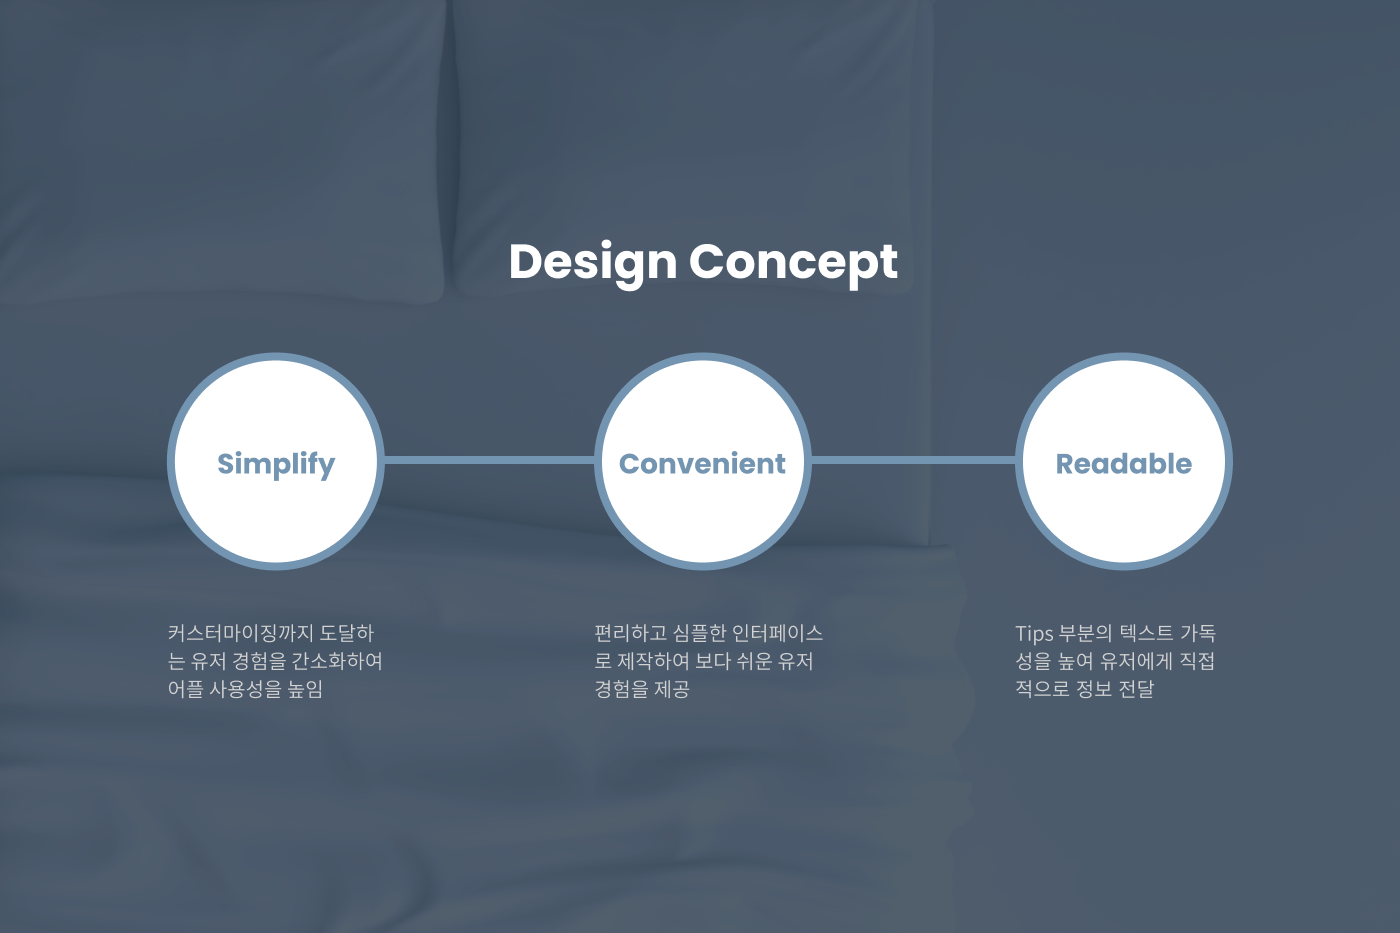 Design Concept
Simplify
Convenient
Readable
커스터마이징까지 도달하
는 유저 경험을 간소화하여
어플 사용성을 높임
편리하고 심플한 인터페이스
로 제작하여 보다 쉬운 유저
경험을 제공
Tips 부분의 텍스트 가독
성을 높여 유저에게 직접
적으로 정보 전달